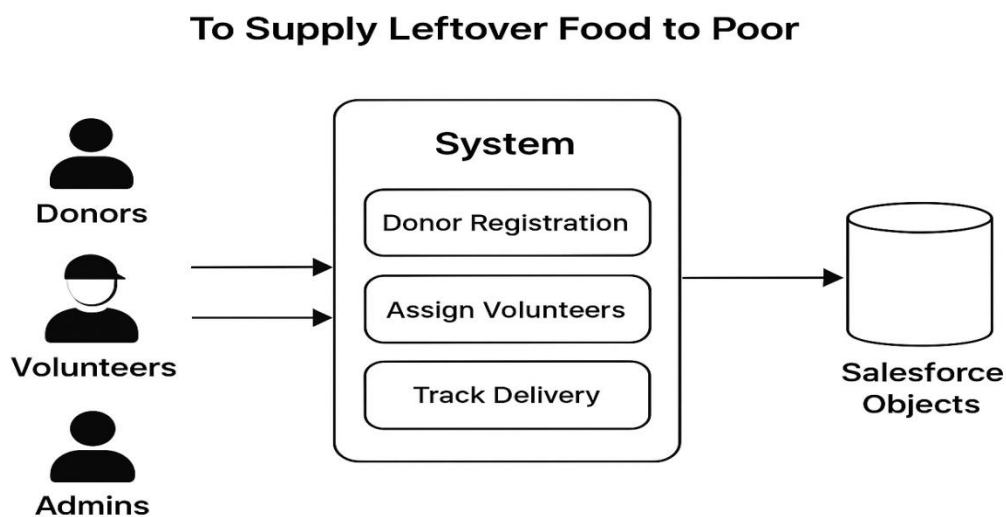 To Supply Leftover Food to Poor
Donors
Volunteers
Admins
System
Donor Registration
Assign Volunteers
Track Delivery
Salesforce
Objects